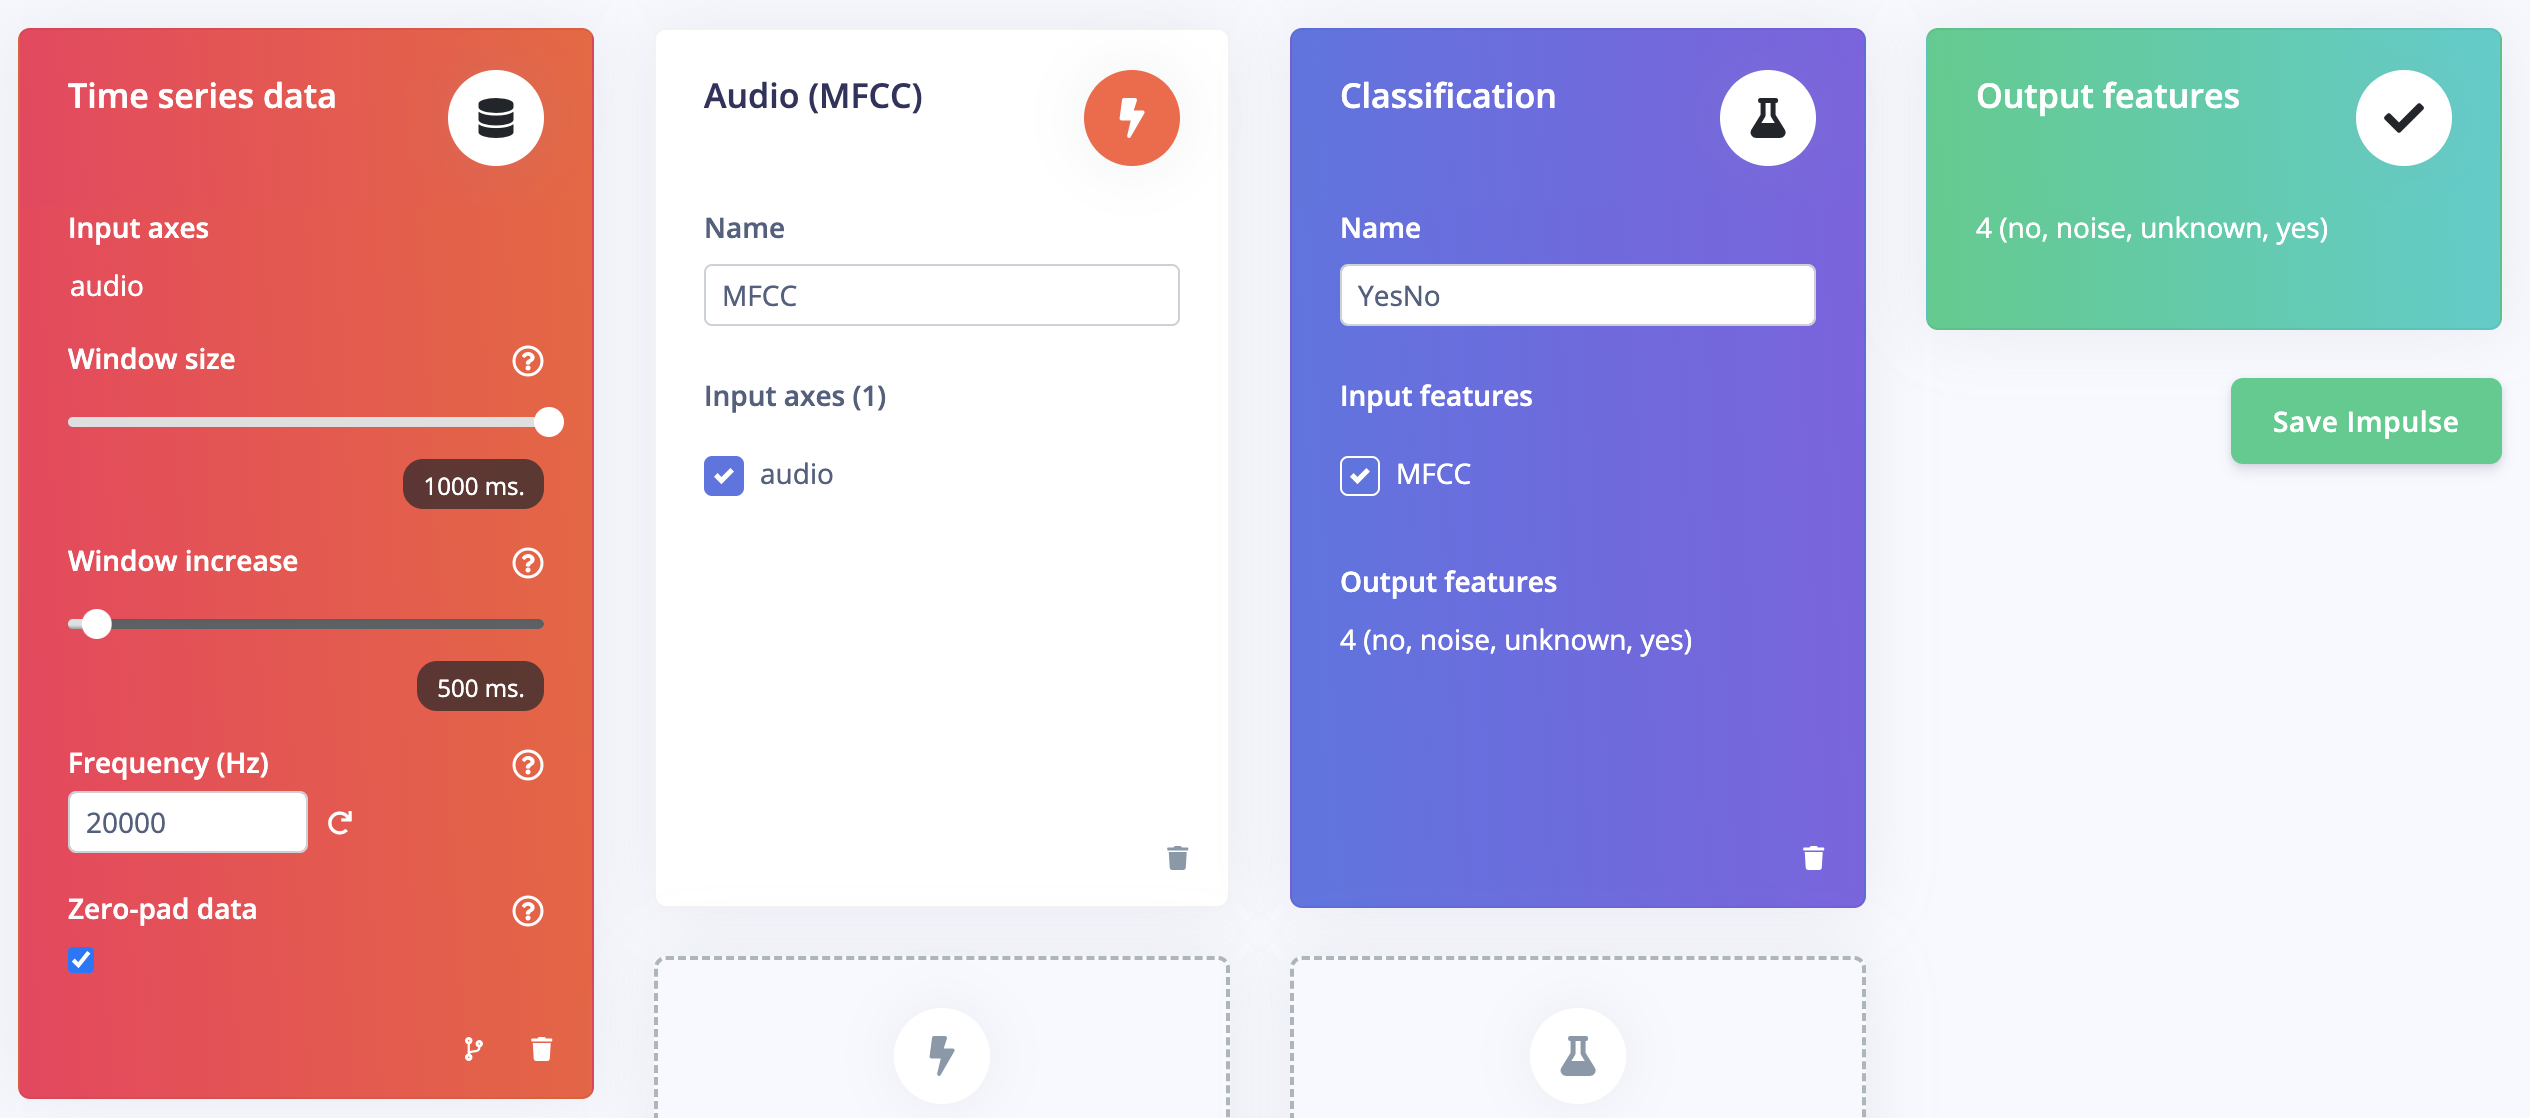 Time series data
Input axes
audio
Window size
1000 ms.
Window increase
500 ms.
Frequency (Hz)
20000
Zero-pad data
Audio (MFCC)
Name
MFCC
Input axes (1)
audio
Classification
Name
YesNo
Input features
MFCC
Output features
4 (no, noise, unknown, yes)
Output features
4 (no, noise, unknown, yes)
Save Impulse